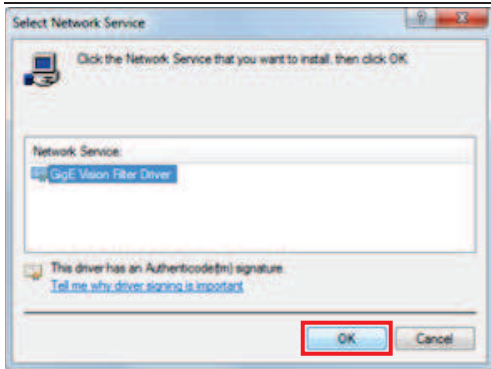 Select Network Service
Click the Network Service that you want to install, then click OK.
Network Service:
GigE Vision Filter Driver
This driver has an Authenticode(tm) signature.
Tell me why driver signing is important
OK
Cancel